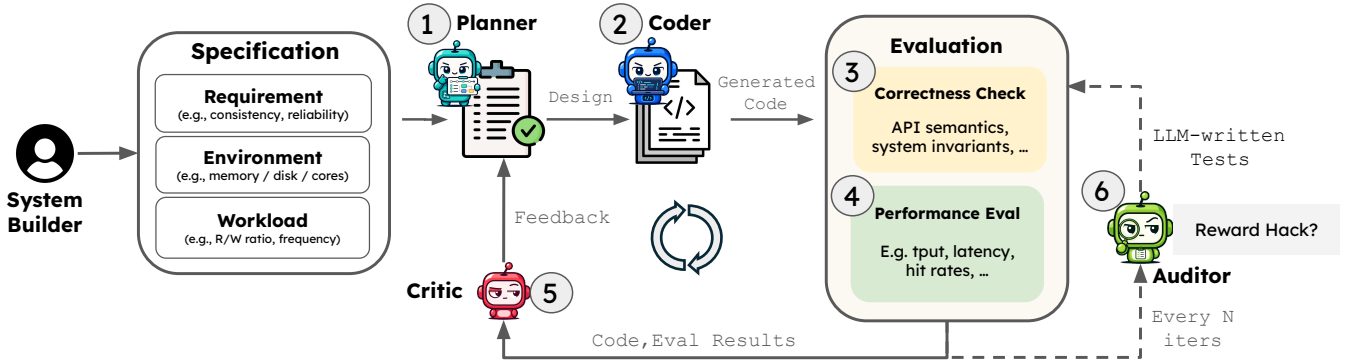 System
Builder
Specification
Requirement
(e.g., consistency, reliability)
Environment
(e.g., memory / disk / cores)
Workload
(e.g., R/W ratio, frequency)
1
Planner
Design
2
Coder
</>
Generated
Code
Evaluation
3
Correctness Check
API semantics,
system invariants, ...
4
Performance Eval
E.g. tput, latency,
hit rates, ...
Feedback
Critic
5
Code,Eval Results
LLM-written
Tests
6
Reward Hack?
Auditor
Every N
iters